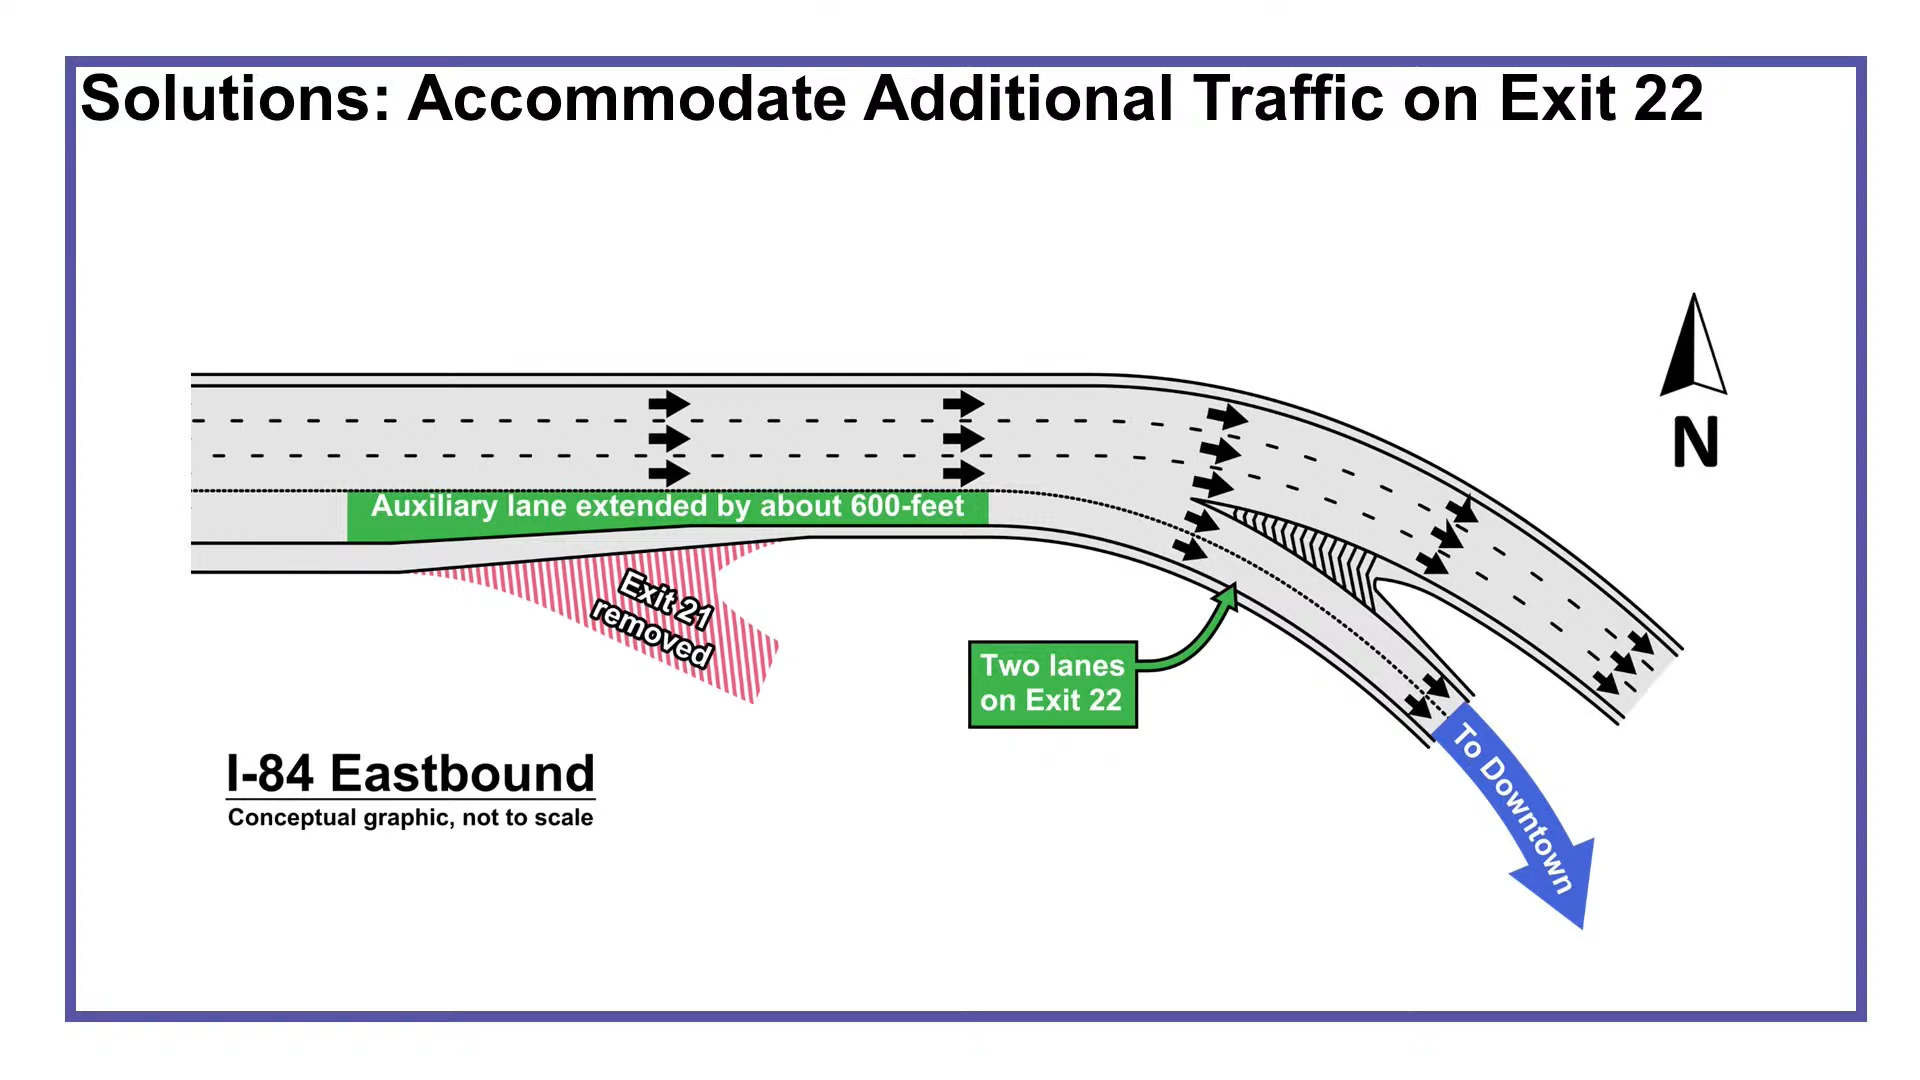 Solutions: Accommodate Additional Traffic on Exit 22
N
Auxiliary lane extended by about 600-feet
Exit 21
removed
Two lanes
on Exit 22
To Downtown
I-84 Eastbound
Conceptual graphic, not to scale